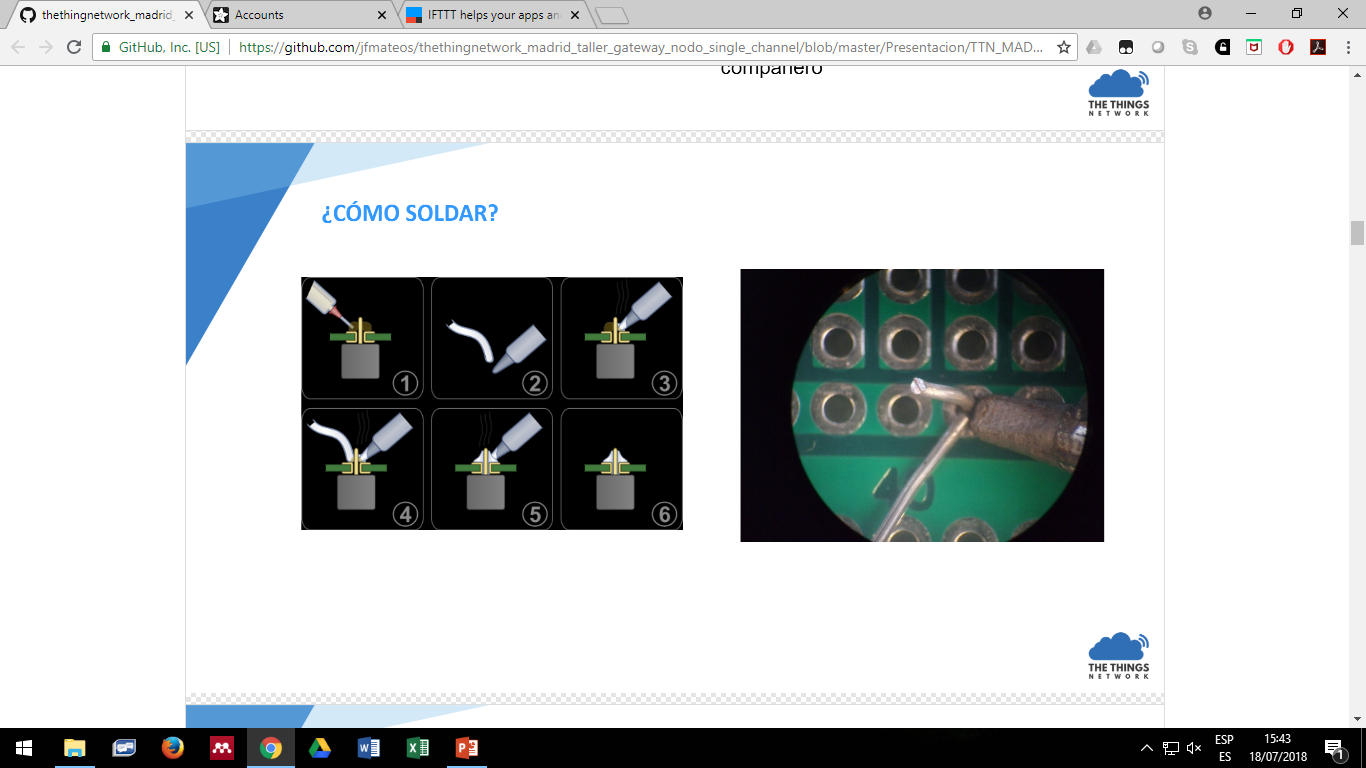 thethingnetwork_madrid_
Accounts
IFTTT helps your apps an
GitHub, Inc. [US]
https://github.com/jfmateos/thethingnetwork_madrid_taller_gateway_nodo_single_channel/blob/master/Presentacion/TTN_MAD...
compañero
THE THINGS
NETWORK
¿CÓMO SOLDAR?
1
2
3
4
5
6
40
THE THINGS
NETWORK
ESP
15:43
ES
18/07/2018
1